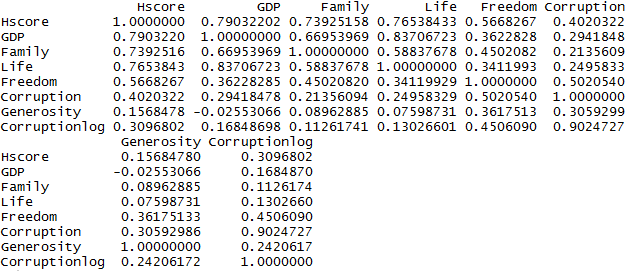 Hscore GDP Family Life Freedom Corruption
Hscore 1.0000000 0.79032202 0.73925158 0.76538433 0.5668267 0.4020322
GDP 0.7903220 1.00000000 0.66953969 0.83706723 0.3622828 0.2941848
Family 0.7392516 0.66953969 1.00000000 0.58837678 0.4502082 0.2135609
Life 0.7653843 0.83706723 0.58837678 1.00000000 0.3411993 0.2495833
Freedom 0.5668267 0.36228285 0.45020820 0.34119929 1.0000000 0.5020540
Corruption 0.4020322 0.29418478 0.21356094 0.24958329 0.5020540 1.0000000
Generosity 0.1568478 -0.02553066 0.08962885 0.07598731 0.3617513 0.3059299
Corruptionlog 0.3096802 0.16848698 0.11261741 0.13026601 0.4506090 0.9024727
Generosity Corruptionlog
Hscore 0.15684780 0.3096802
GDP -0.02553066 0.1684870
Family 0.08962885 0.1126174
Life 0.07598731 0.1302660
Freedom 0.36175133 0.4506090
Corruption 0.30592986 0.9024727
Generosity 1.00000000 0.2420617
Corruptionlog 0.24206172 1.0000000